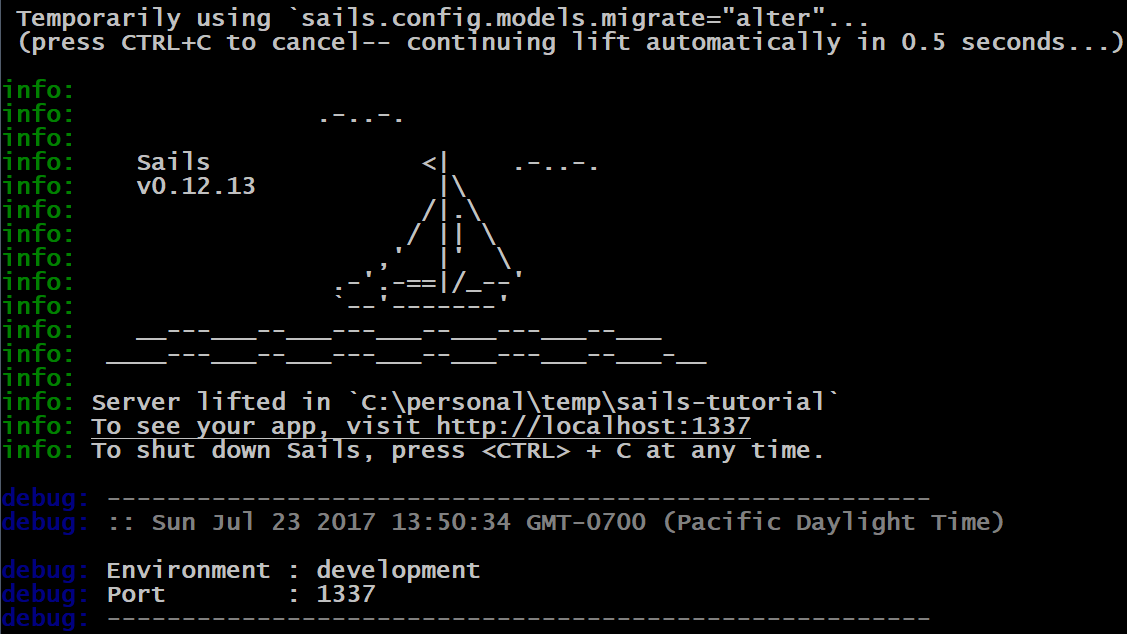 Temporarily using `sails.config.models.migrate="alter"...
(press CTRL+C to cancel-- continuing lift automatically in 0.5 seconds...)
info:
info:                 .-..-.
info:
info:     Sails              <|    .-..-.
info:     v0.12.13            |\
info:                        /|.\
info:                       / || \
info:                     ,'  |'  \
info:                  .-'.-==|/_--'
info:                  `--'-------'
info:     __---___--___---___--___---___--___
info:   ____---___--___---___--___---___--___-__
info:
info: Server lifted in `C:\personal\temp\sails-tutorial`
info: To see your app, visit http://localhost:1337
info: To shut down Sails, press <CTRL> + C at any time.
debug: -------------------------------------------------------
debug: :: Sun Jul 23 2017 13:50:34 GMT-0700 (Pacific Daylight Time)
debug: Environment : development
debug: Port        : 1337
debug: -------------------------------------------------------